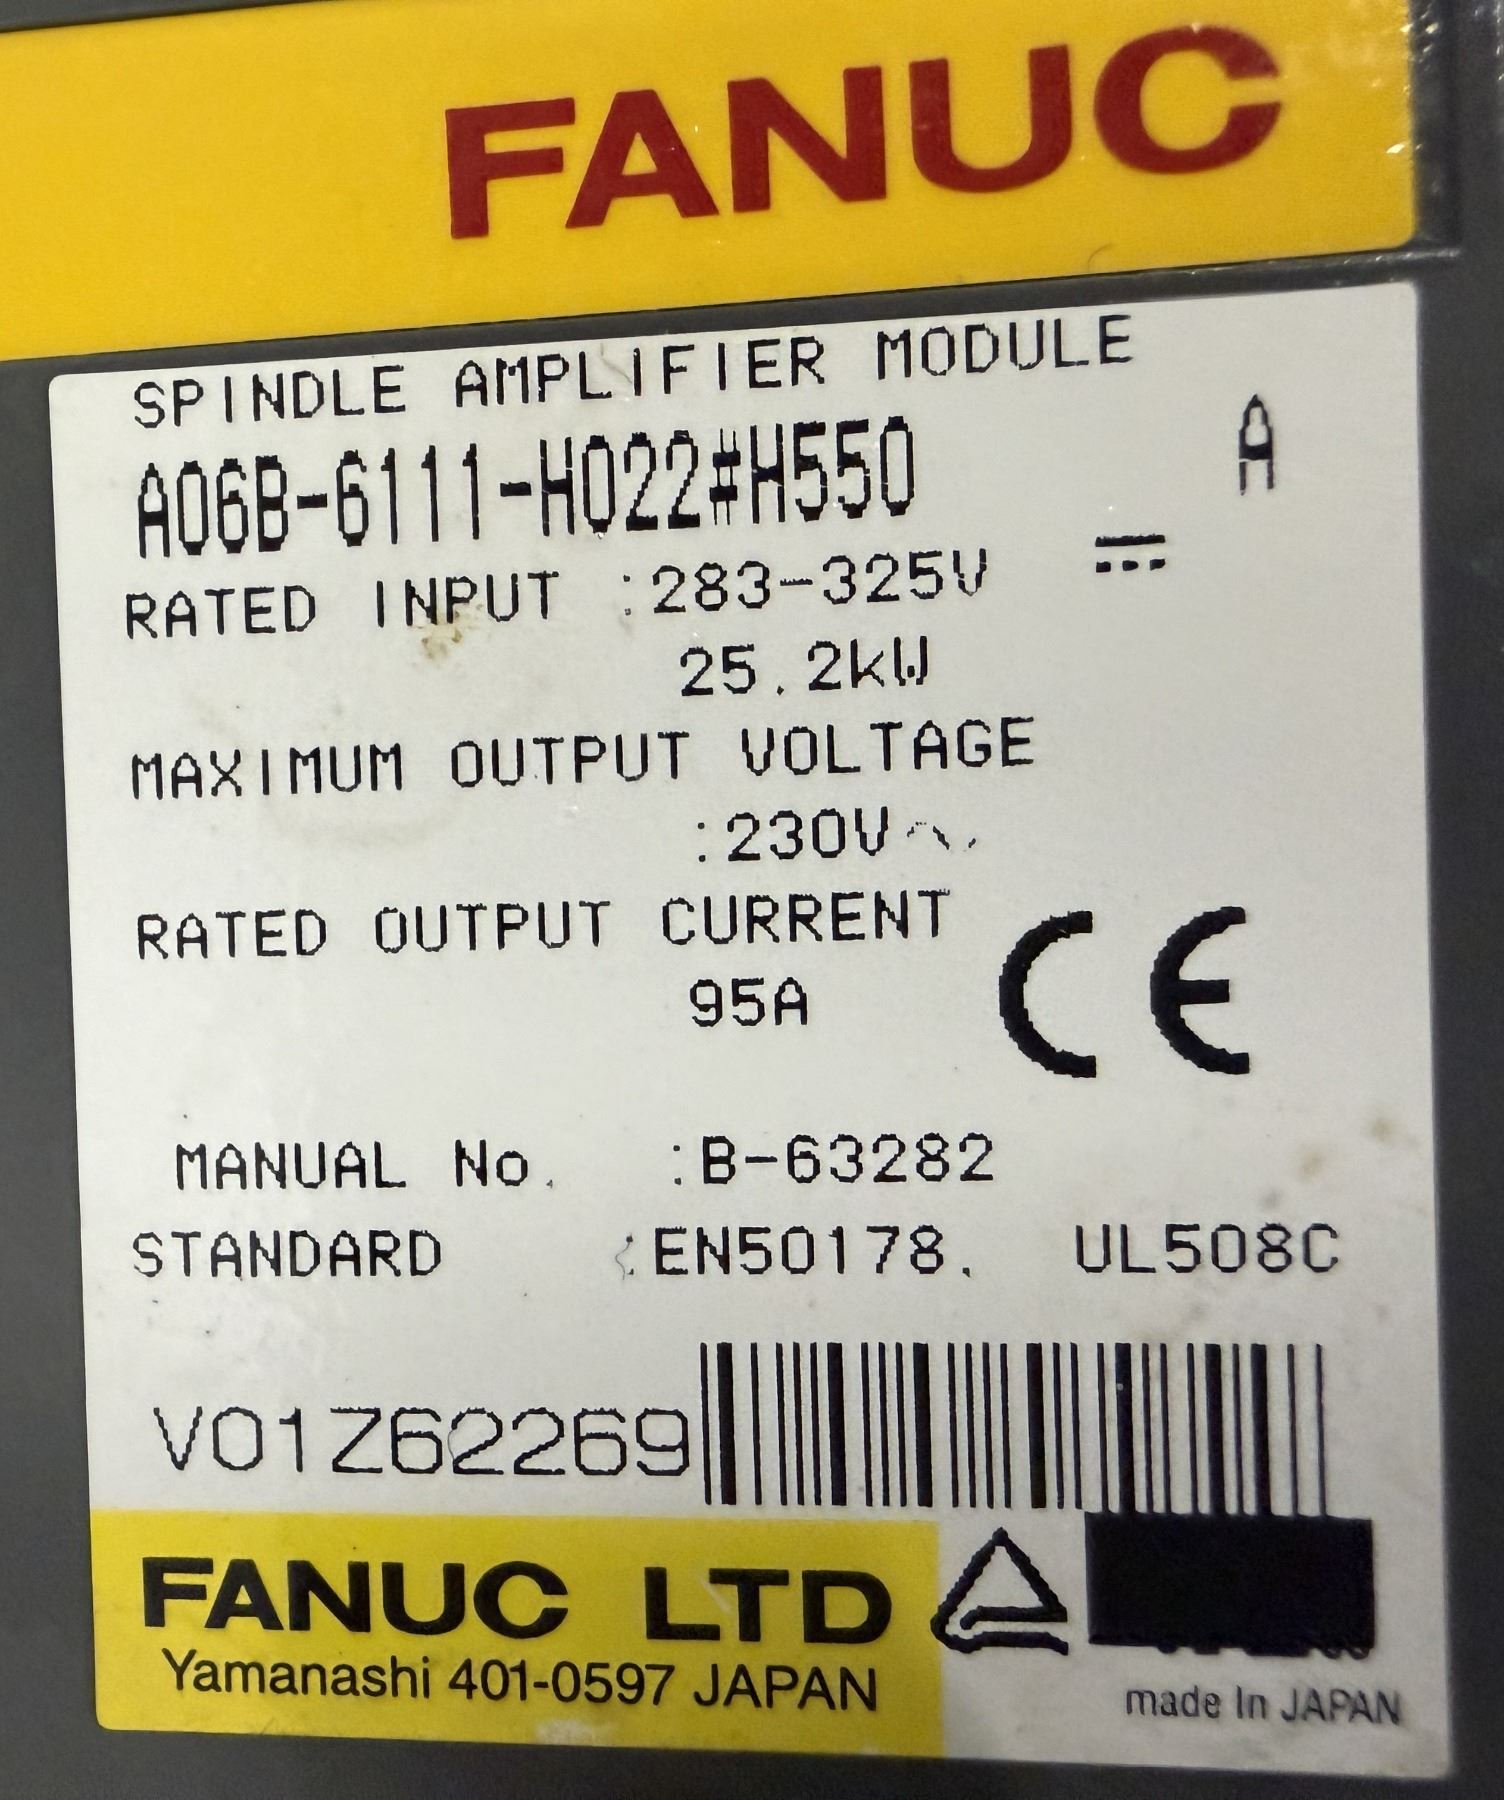 FANUC
SPINDLE AMPLIFIER MODULE
A06B-6111-H022#H550
A
RATED INPUT :283-325V ⎓
25.2kW
MAXIMUM OUTPUT VOLTAGE
:230V~
RATED OUTPUT CURRENT
95A
CE
MANUAL No. :B-63282
STANDARD :EN50178. UL508C
V01Z62269
FANUC LTD
Yamanashi 401-0597 JAPAN
made In JAPAN